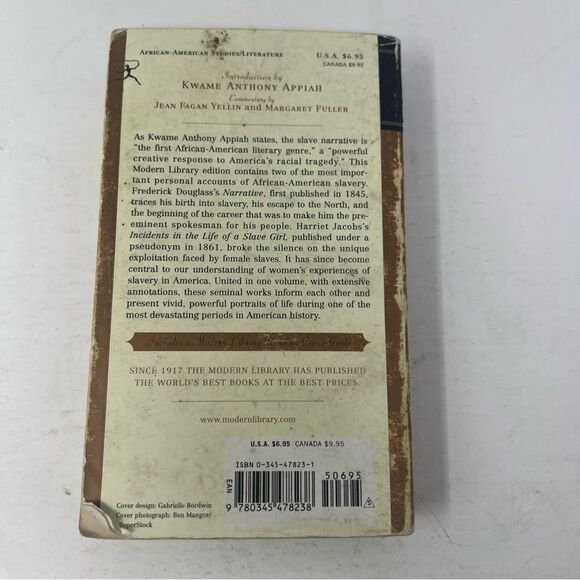 AFRICAN-AMERICAN STUDIES/LITERATURE
U.S.A. $6.95
CANADA $9.95
Introduction by
KWAME ANTHONY APPIAH
Commentary by
JEAN FAGAN YELLIN AND MARGARET FULLER
As Kwame Anthony Appiah states, the slave narrative is
"the first African-American literary genre," a "powerful
creative response to America's racial tragedy." This
Modern Library edition contains two of the most impor-
tant personal accounts of African-American slavery.
Frederick Douglass's Narrative, first published in 1845,
traces his birth into slavery, his escape to the North, and
the beginning of the career that was to make him the pre-
eminent spokesman for his people. Harriet Jacobs's
Incidents in the Life of a Slave Girl, published under a
pseudonym in 1861, broke the silence on the unique
exploitation faced by female slaves. It has since become
central to our understanding of women's experiences of
slavery in America. United in one volume, with extensive
annotations, these seminal works inform each other and
present vivid, powerful portraits of life during one of the
most devastating periods in American history.
Includes a Modern Library Reading Group Guide
SINCE 1917 THE MODERN LIBRARY HAS PUBLISHED
THE WORLD'S BEST BOOKS AT THE BEST PRICES
www.modernlibrary.com
U.S.A. $6.95 CANADA $9.95
ISBN 0-345-47823-1
50695
EAN
9 780345 478238
S
Cover design: Gabrielle Bordwin
Cover photograph: Ben Mangor/
SuperStock